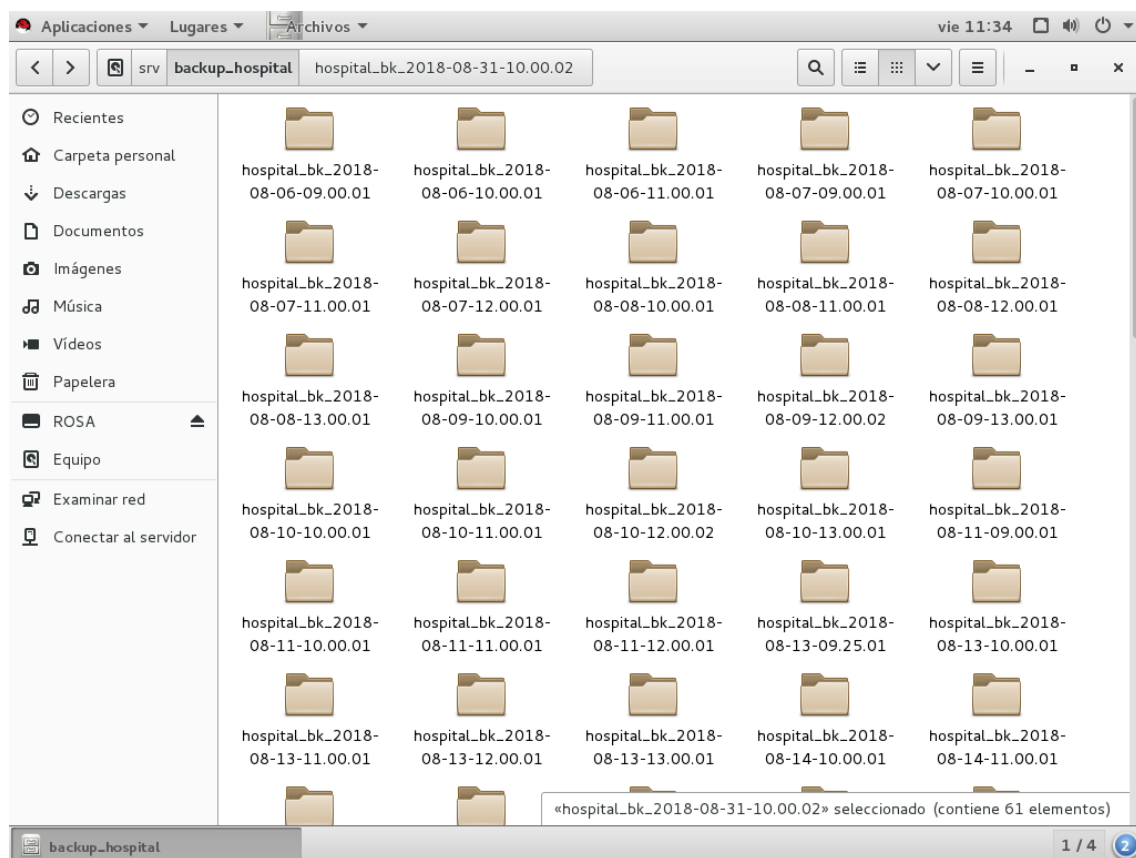 Aplicaciones Lugares Archivos vie 11:34
srv backup_hospital hospital_bk_2018-08-31-10.00.02
Recientes
Carpeta personal
Descargas
Documentos
Imágenes
Música
Vídeos
Papelera
ROSA
Equipo
Examinar red
Conectar al servidor
hospital_bk_2018- hospital_bk_2018- hospital_bk_2018- hospital_bk_2018- hospital_bk_2018-
08-06-09.00.01 08-06-10.00.01 08-06-11.00.01 08-07-09.00.01 08-07-10.00.01
hospital_bk_2018- hospital_bk_2018- hospital_bk_2018- hospital_bk_2018- hospital_bk_2018-
08-07-11.00.01 08-07-12.00.01 08-08-10.00.01 08-08-11.00.01 08-08-12.00.01
hospital_bk_2018- hospital_bk_2018- hospital_bk_2018- hospital_bk_2018- hospital_bk_2018-
08-08-13.00.01 08-09-10.00.01 08-09-11.00.01 08-09-12.00.02 08-09-13.00.01
hospital_bk_2018- hospital_bk_2018- hospital_bk_2018- hospital_bk_2018- hospital_bk_2018-
08-10-10.00.01 08-10-11.00.01 08-10-12.00.02 08-10-13.00.01 08-11-09.00.01
hospital_bk_2018- hospital_bk_2018- hospital_bk_2018- hospital_bk_2018- hospital_bk_2018-
08-11-10.00.01 08-11-11.00.01 08-11-12.00.01 08-13-09.25.01 08-13-10.00.01
hospital_bk_2018- hospital_bk_2018- hospital_bk_2018- hospital_bk_2018- hospital_bk_2018-
08-13-11.00.01 08-13-12.00.01 08-13-13.00.01 08-14-10.00.01 08-14-11.00.01
«hospital_bk_2018-08-31-10.00.02» seleccionado (contiene 61 elementos)
backup_hospital 1 / 4 2